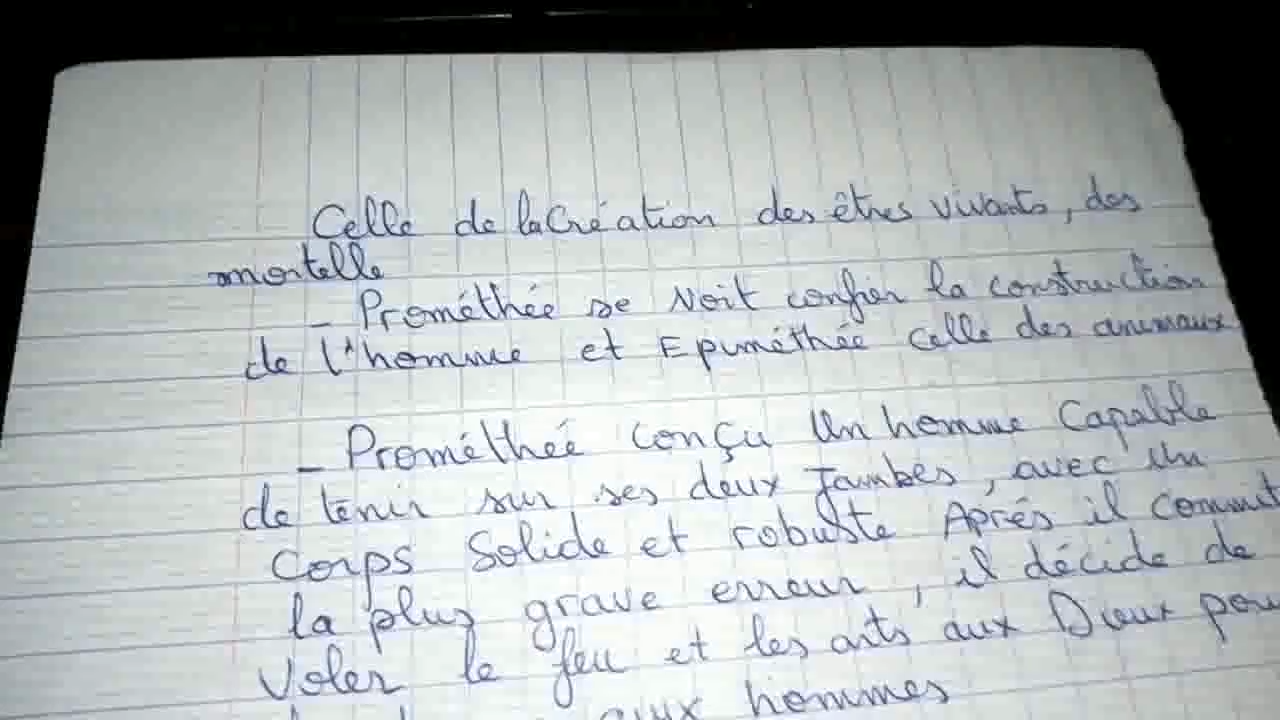 Celle de la Création des êtres vivants, des
mortelle
_ Prométhée se Voit confier la construction
de l'homme et Epiméthée celle des animaux
_ Prométhée conçu Un homme Capable
de tenir sur ses deux Jambes, avec un
Corps Solide et robuste Après il commit
la plus grave erreur, il décide de
Voler le feu et les arts aux Dieux pour
aux hommes